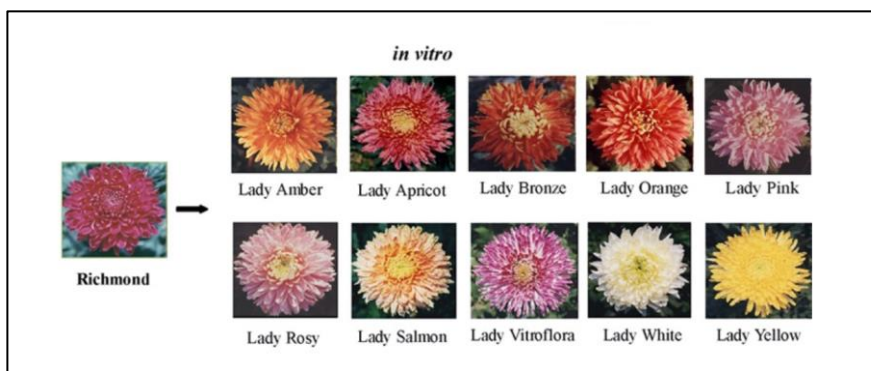 in vitro
Lady Amber
Lady Apricot
Lady Bronze
Lady Orange
Lady Pink
Richmond
Lady Rosy
Lady Salmon
Lady Vitroflora
Lady White
Lady Yellow